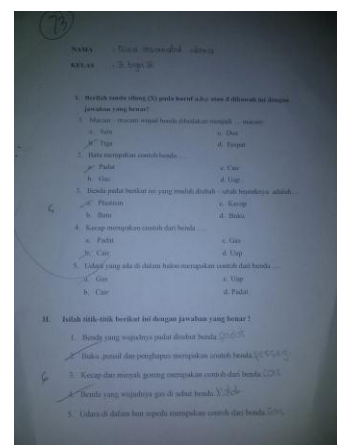 73
NAMA :
KELAS : 3
I. Berilah tanda silang (X) pada huruf a,b,c atau d dibawah ini dengan
jawaban yang benar!
1. Macam – macam wujud benda dibedakan menjadi ... macam
a. Satu c. Dua
b. Tiga d. Empat
2. Batu merupakan contoh benda ....
a. Padat c. Cair
b. Gas d. Uap
3. Benda padat berikut ini yang mudah diubah – ubah bentuknya adalah
a. Plastisin c. Kecap
b. Batu d. Buku
4. Kecap merupakan contoh dari benda ....
a. Padat c. Gas
b. Cair d. Uap
5. Udara yang ada di dalam balon merupakan contoh dari benda
a. Gas c. Uap
b. Cair d. Padat
II. Isilah titik-titik berikut ini dengan jawaban yang benar !
1. Benda yang wujudnya padat disebut benda
2. Buku ,pensil dan penghapus merupakan contoh benda
3. Kecap dan minyak goreng merupakan contoh dari benda
4. Benda yang wujudnya gas di sebut benda
5. Udara di dalam ban sepeda merupakan contoh dari benda Gas